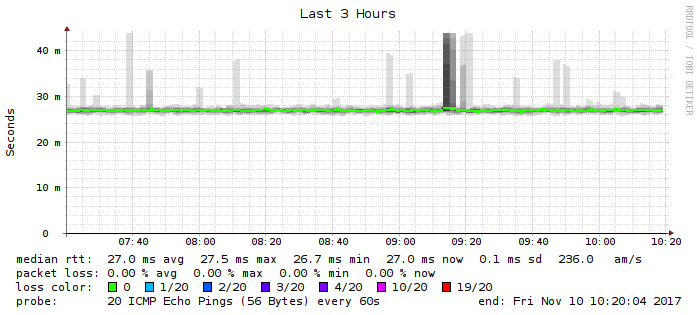 Last 3 Hours
RRDTOOL / TOBI OETIKER
Seconds
40 m
30 m
20 m
10 m
0
07:40 08:00 08:20 08:40 09:00 09:20 09:40 10:00 10:20
median rtt: 27.0 ms avg 27.5 ms max 26.7 ms min 27.0 ms now 0.1 ms sd 236.0 am/s
packet loss: 0.00 % avg 0.00 % max 0.00 % min 0.00 % now
loss color: 0 1/20 2/20 3/20 4/20 10/20 19/20
probe: 20 ICMP Echo Pings (56 Bytes) every 60s end: Fri Nov 10 10:20:04 2017